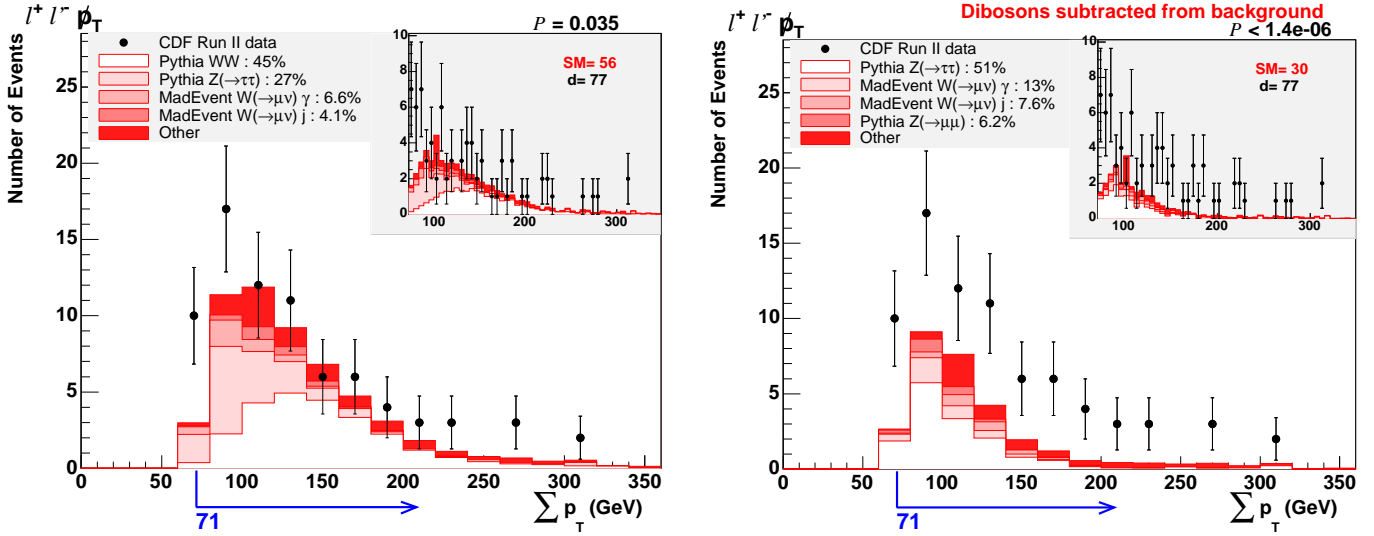 l⁺ l'⁻ p̸_T
P = 0.035
Number of Events
CDF Run II data
Pythia WW : 45%
Pythia Z(→ττ) : 27%
MadEvent W(→μν) γ : 6.6%
MadEvent W(→μν) j : 4.1%
Other
SM= 56
d= 77
10
8
6
4
2
0
100 200 300
25
20
15
10
5
0
0 50 100 150 200 250 300 350
71
∑ p_T (GeV)
Dibosons subtracted from background
l⁺ l'⁻ p̸_T
P < 1.4e-06
Number of Events
CDF Run II data
Pythia Z(→ττ) : 51%
MadEvent W(→μν) γ : 13%
MadEvent W(→μν) j : 7.6%
Pythia Z(→μμ) : 6.2%
Other
SM= 30
d= 77
10
8
6
4
2
0
100 200 300
25
20
15
10
5
0
0 50 100 150 200 250 300 350
71
∑ p_T (GeV)